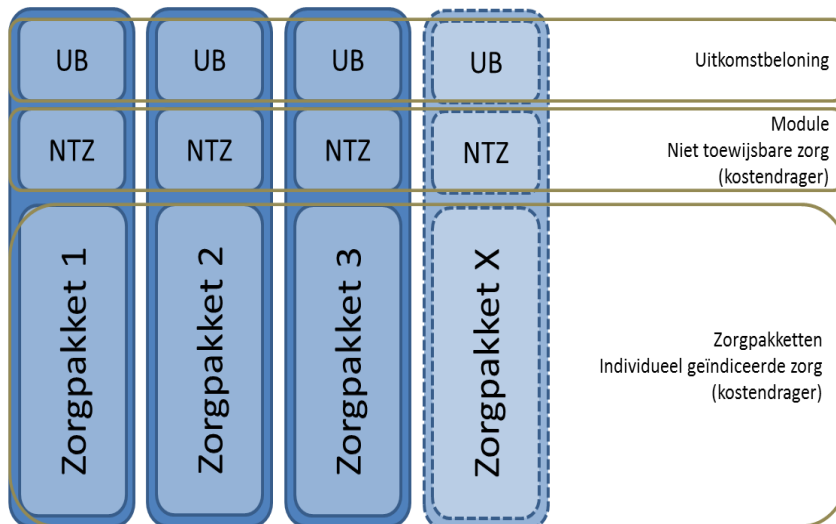 UB UB UB UB Uitkomstbeloning
NTZ NTZ NTZ NTZ
Module
Niet toewijsbare zorg
(kostendrager)
Zorgpakket 1
Zorgpakket 2
Zorgpakket 3
Zorgpakket X
Zorgpakketten
Individueel geïndiceerde zorg
(kostendrager)